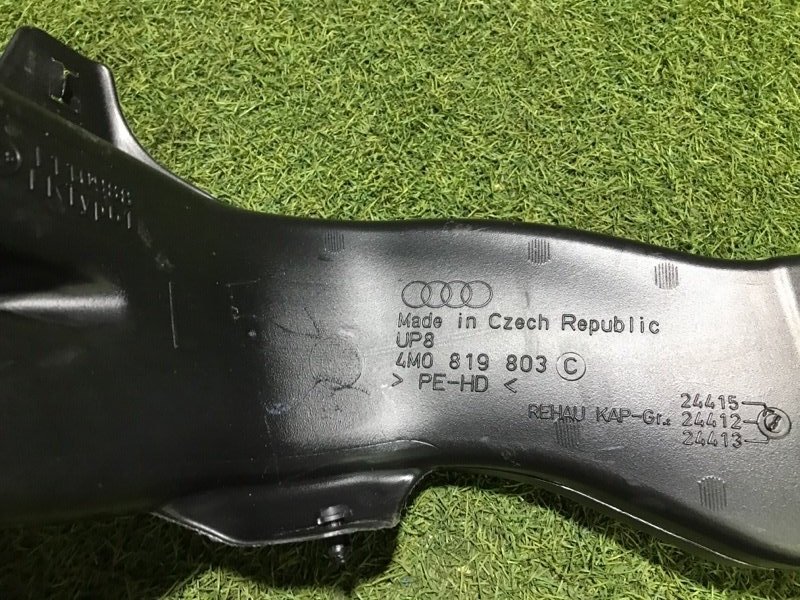 Made in Czech Republic
UP8
4M0 819 803 C
> PE-HD <
REHAU KAP-Gr.:
24415
24412
24413